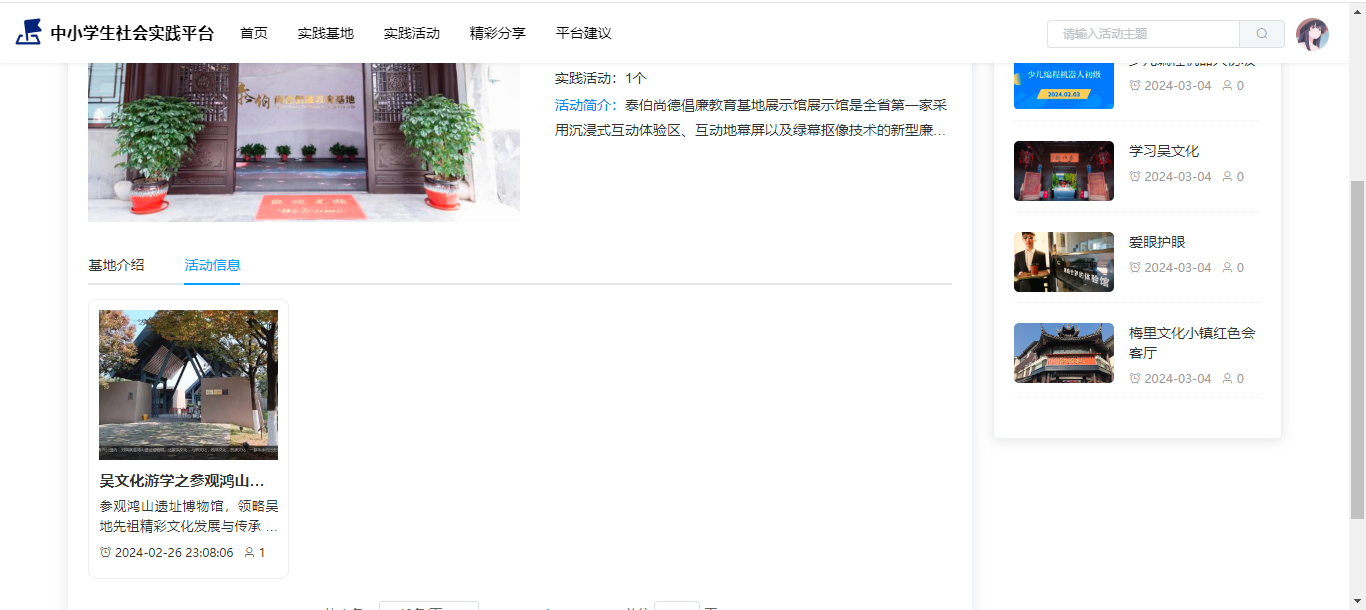 中小学生社会实践平台
首页
实践基地
实践活动
精彩分享
平台建议
请输入活动主题
实践活动：1个
活动简介：泰伯尚德倡廉教育基地展示馆展示馆是全省第一家采
用沉浸式互动体验区、互动地幕屏以及绿幕抠像技术的新型廉...
基地介绍
活动信息
吴文化游学之参观鸿山...
参观鸿山遗址博物馆，领略吴
地先祖精彩文化发展与传承 ...
2024-02-26 23:08:06
1
少儿编程机器人初级
2024.02.03
2024-03-04
0
学习吴文化
2024-03-04
0
爱眼护眼
2024-03-04
0
梅里文化小镇红色会
客厅
2024-03-04
0